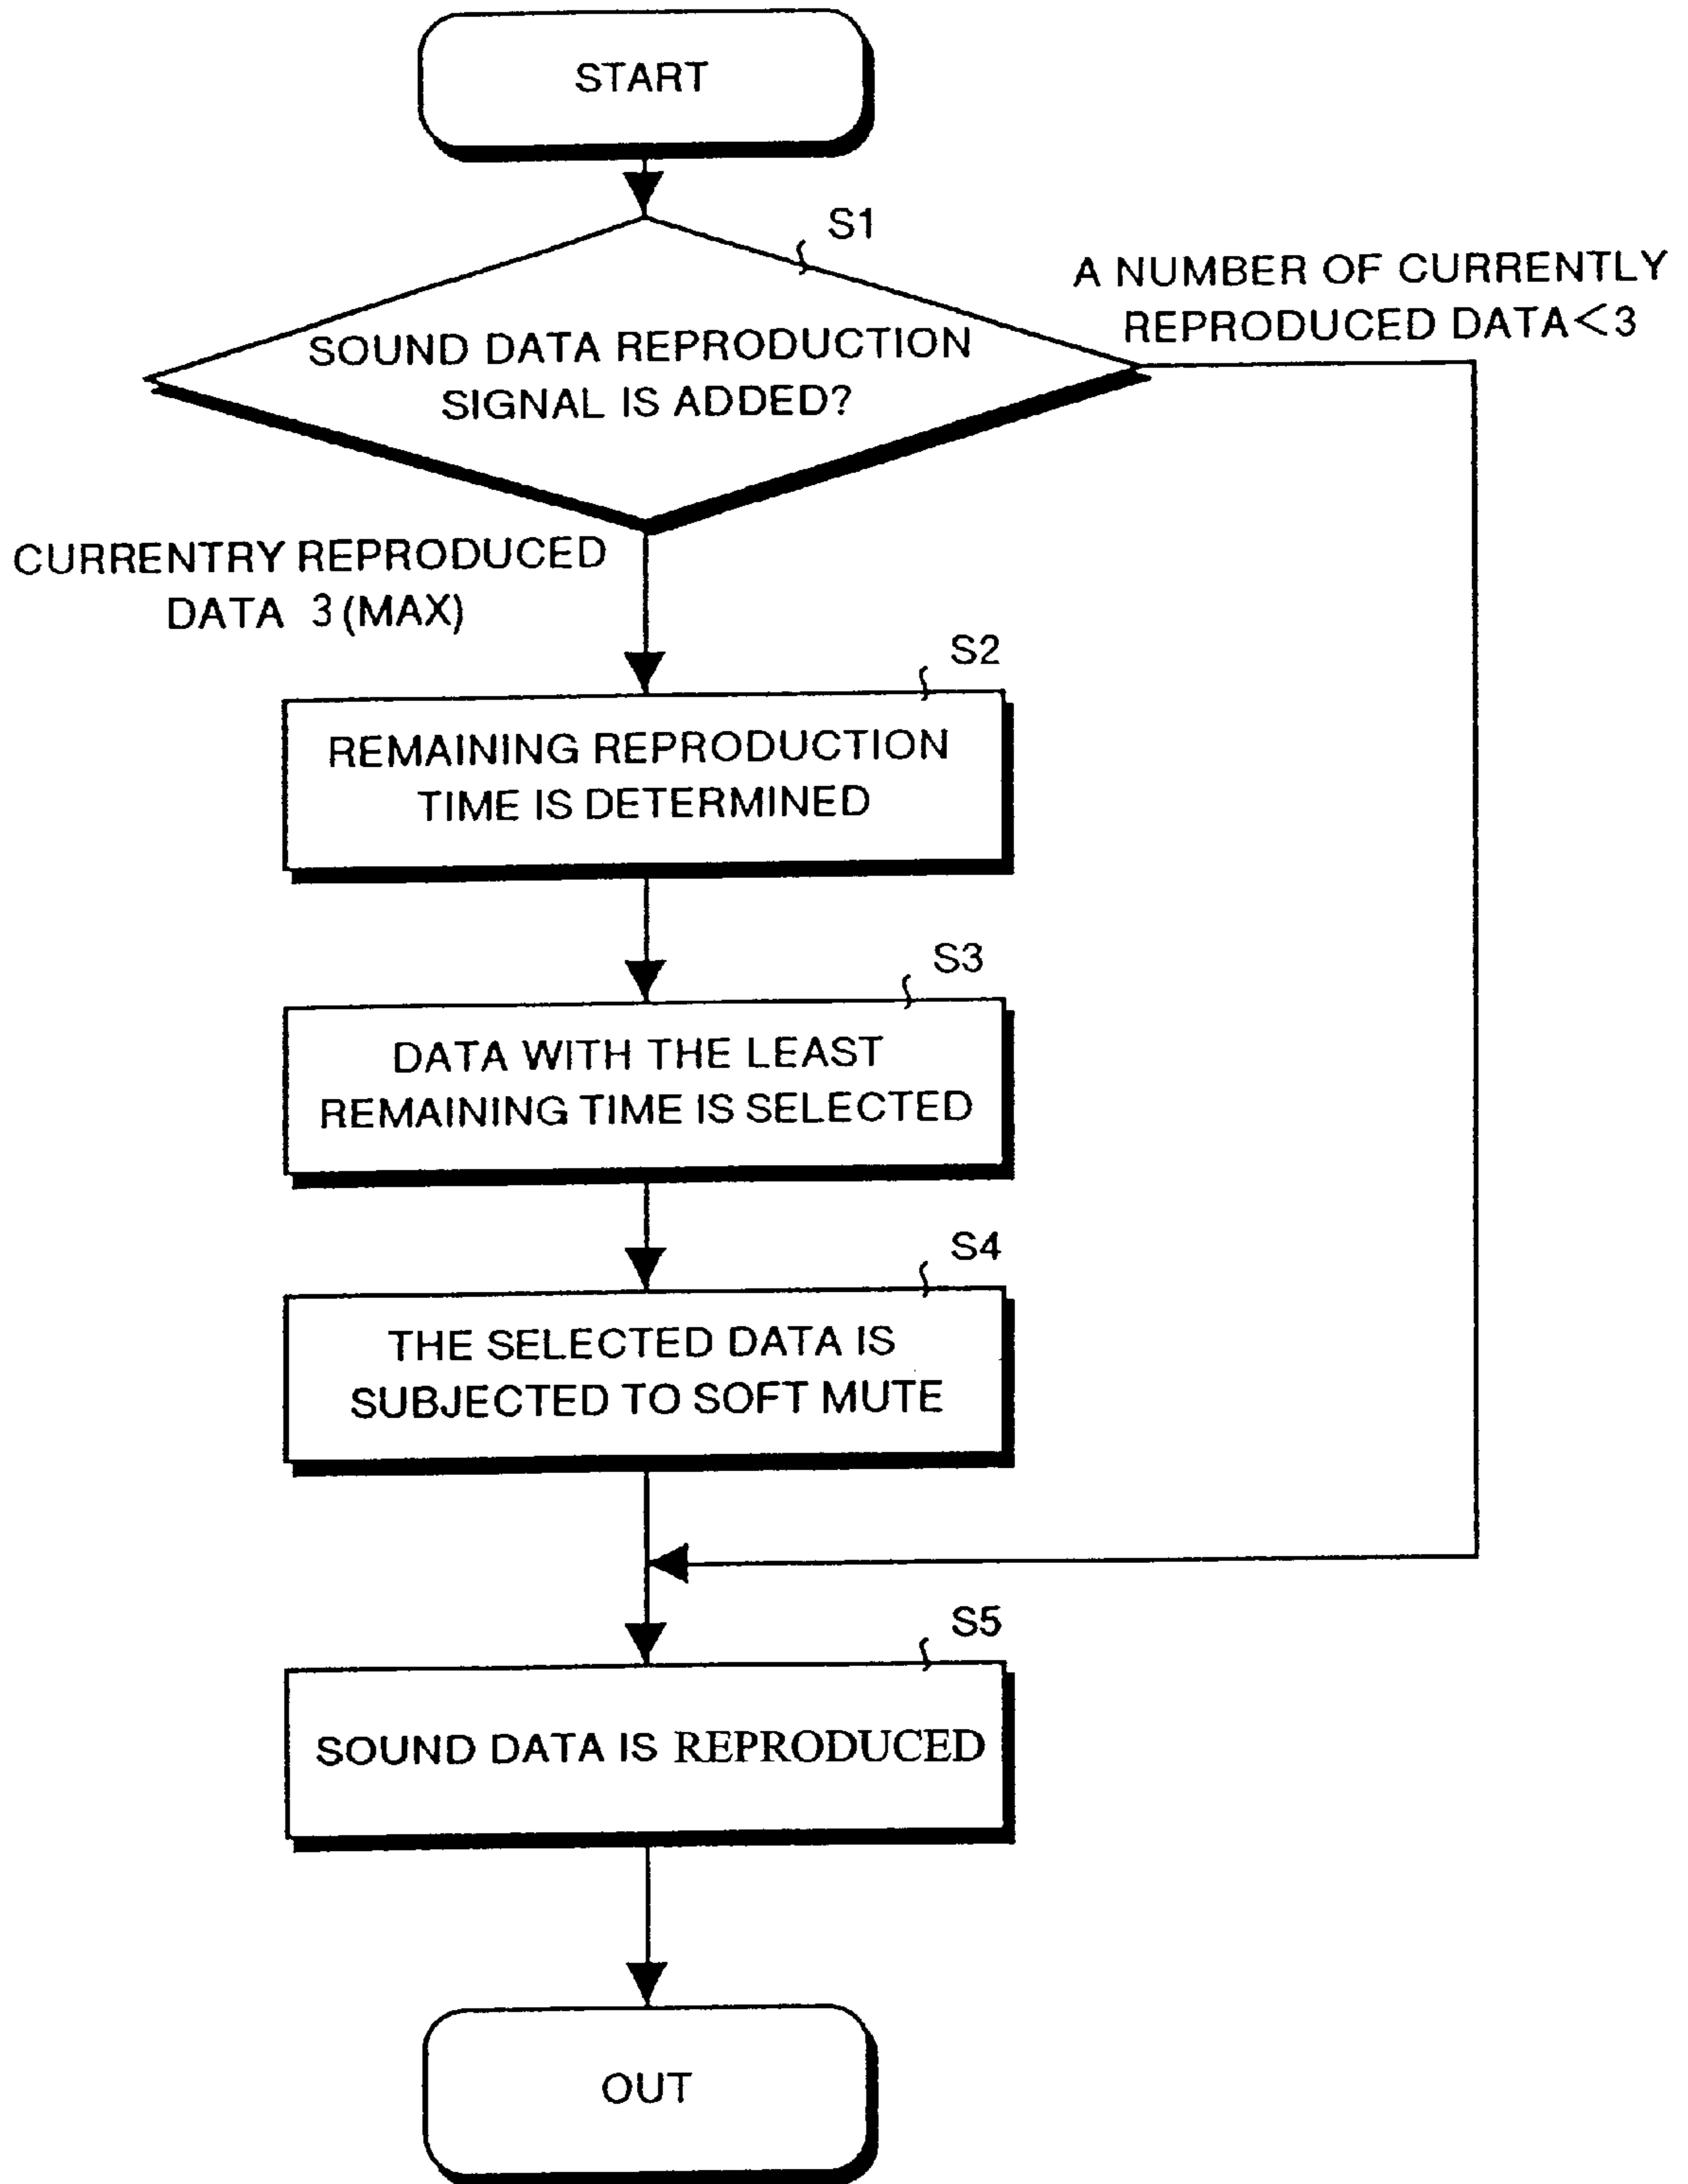 START
S1
A NUMBER OF CURRENTLY
REPRODUCED DATA<3
SOUND DATA REPRODUCTION
SIGNAL IS ADDED?
CURRENTRY REPRODUCED
DATA 3(MAX)
S2
REMAINING REPRODUCTION
TIME IS DETERMINED
S3
DATA WITH THE LEAST
REMAINING TIME IS SELECTED
S4
THE SELECTED DATA IS
SUBJECTED TO SOFT MUTE
S5
SOUND DATA IS REPRODUCED
OUT